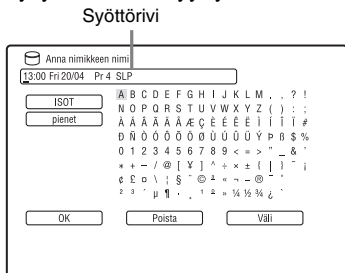 Syöttörivi
Anna nimikkeen nimi
13:00 Fri 20/04 Pr 4 SLP
ISOT
pienet
A B C D E F G H I J K L M . , ? !
N O P Q R S T U V W X Y Z ( ) : ;
À Á Â Ã Ä Å Æ Ç È É Ê Ë Ì Í Î Ï #
Ð Ñ Ò Ó Ô Õ Ö Ø Ù Ú Û Ü Ý Þ ß $ %
0 1 2 3 4 5 6 7 8 9 < = > " _ & '
* + – / @ [ ¥ ] ^ ÷ × ± { | } ~ ¡
¢ £ ¤ \ ¦ § ¨ © ª « ¬ – ® ¯ °
² ³ ´ µ ¶ · ¸ ¹ º » ¼ ½ ¾ ¿ `
OK
Poista
Väli